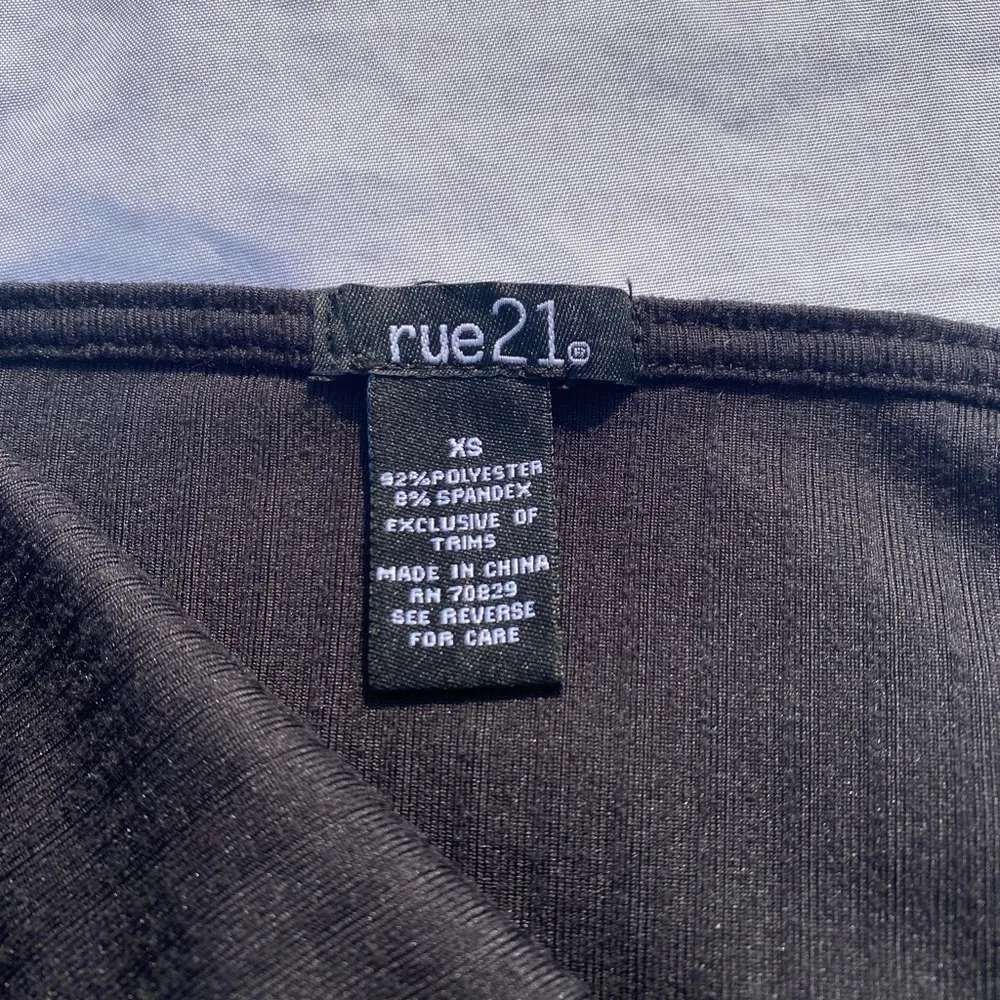 rue21®
XS
92%POLYESTER
8% SPANDEX
EXCLUSIVE OF
TRIMS
MADE IN CHINA
RN 70829
SEE REVERSE
FOR CARE